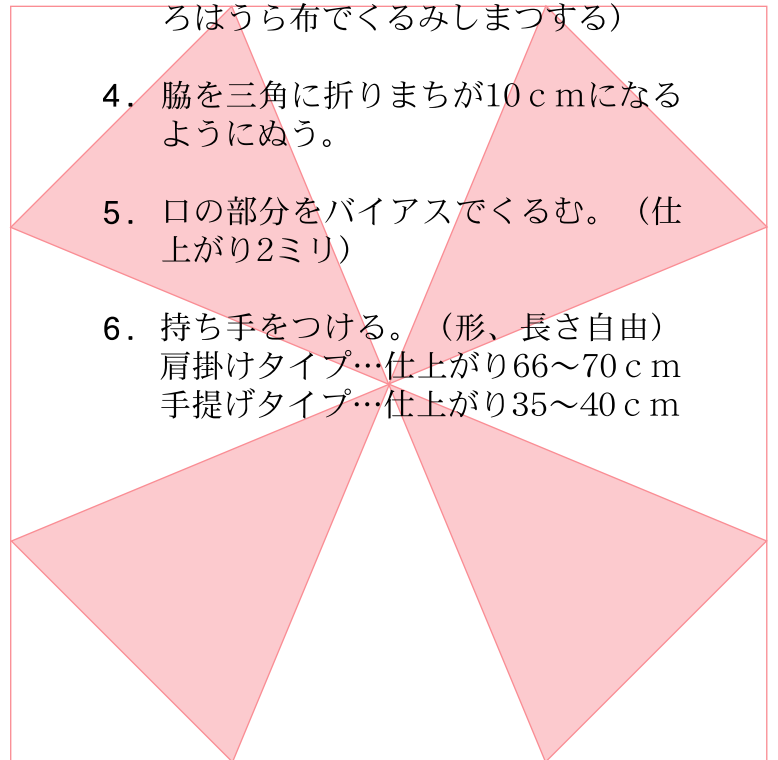 ろはうら布でくるみしまつする）
4. 脇を三角に折りまちが10ｃｍになる
ようにぬう。
5. 口の部分をバイアスでくるむ。（仕
上がり2ミリ）
6. 持ち手をつける。（形、長さ自由）
肩掛けタイプ…仕上がり66〜70ｃｍ
手提げタイプ…仕上がり35〜40ｃｍ